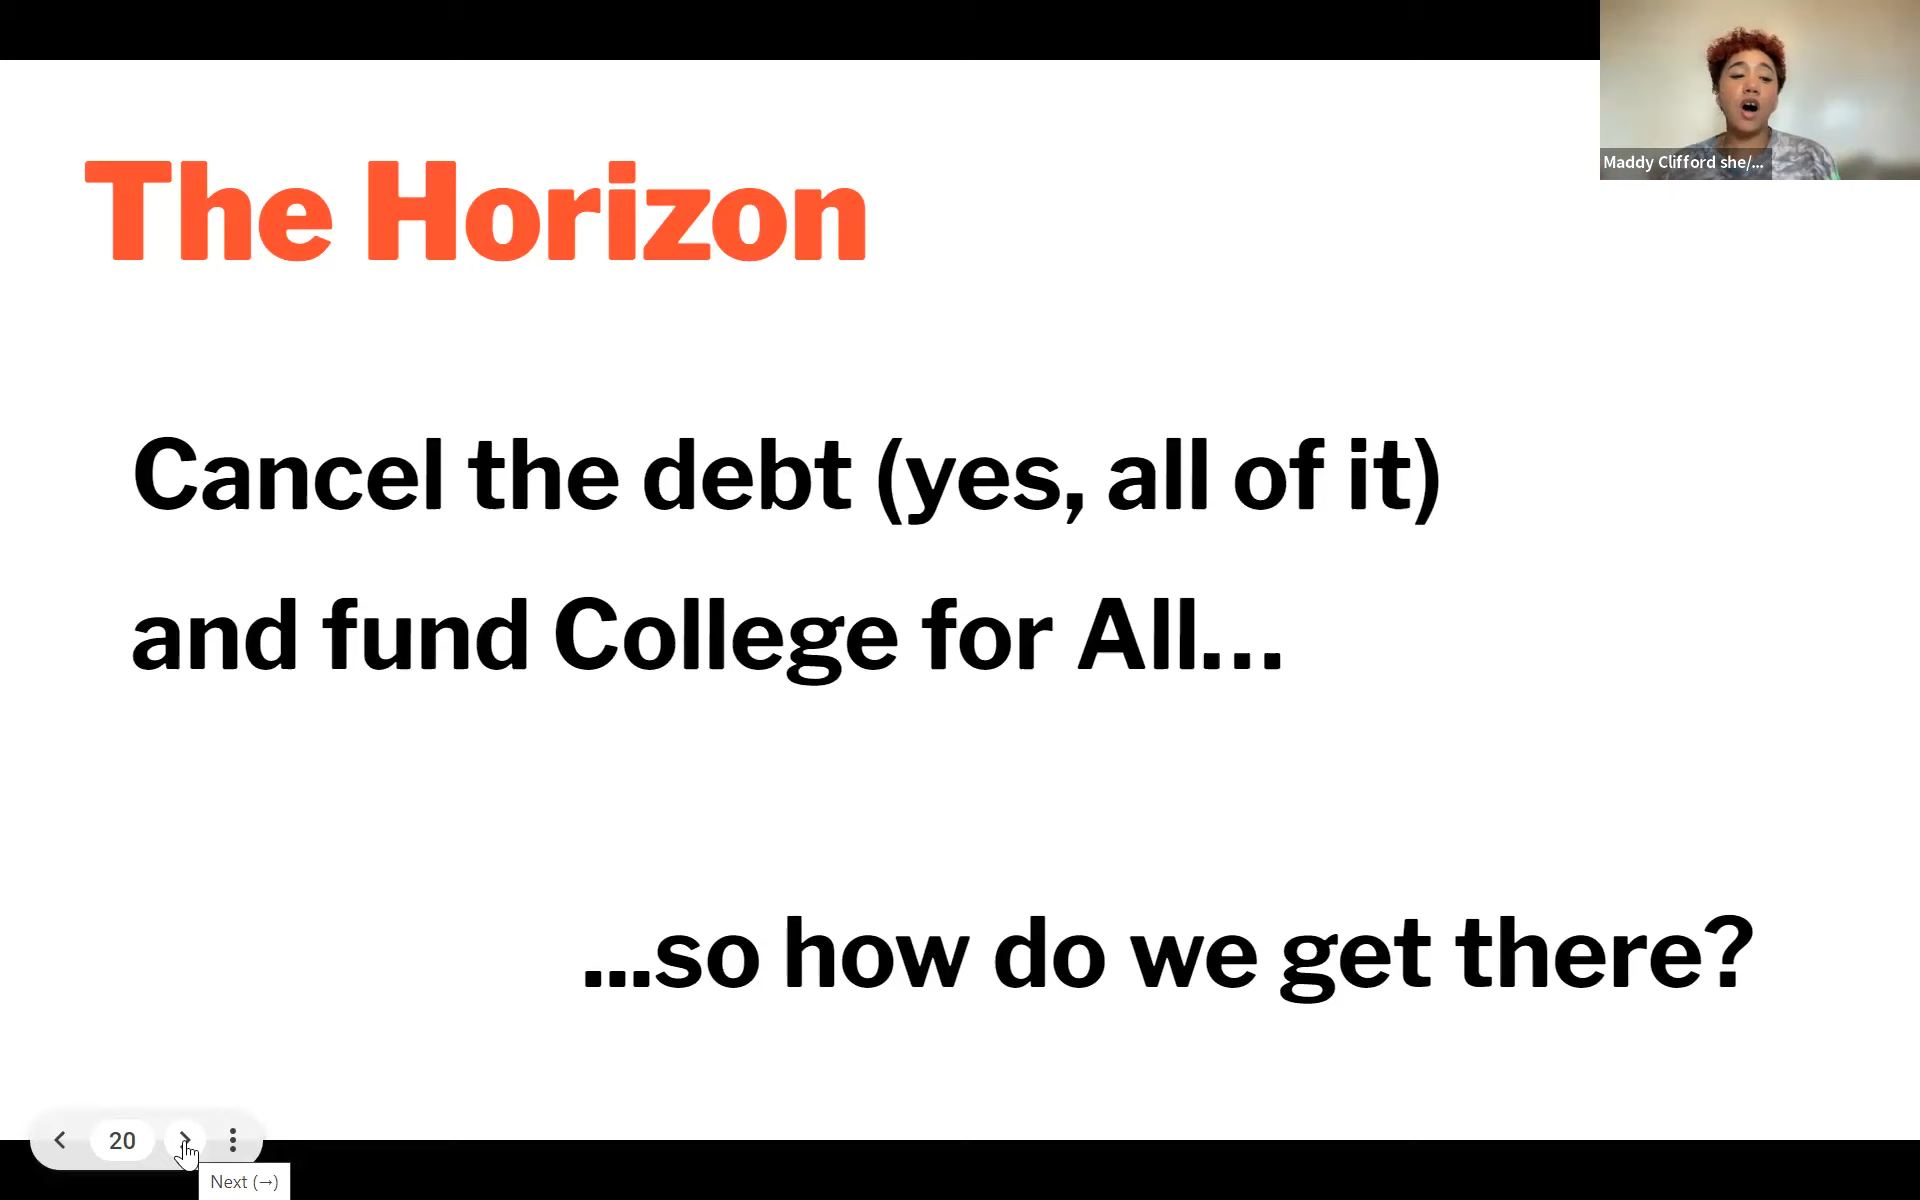 Maddy Clifford she/...
The Horizon
Cancel the debt (yes, all of it)
and fund College for All...
...so how do we get there?
20
Next (→)